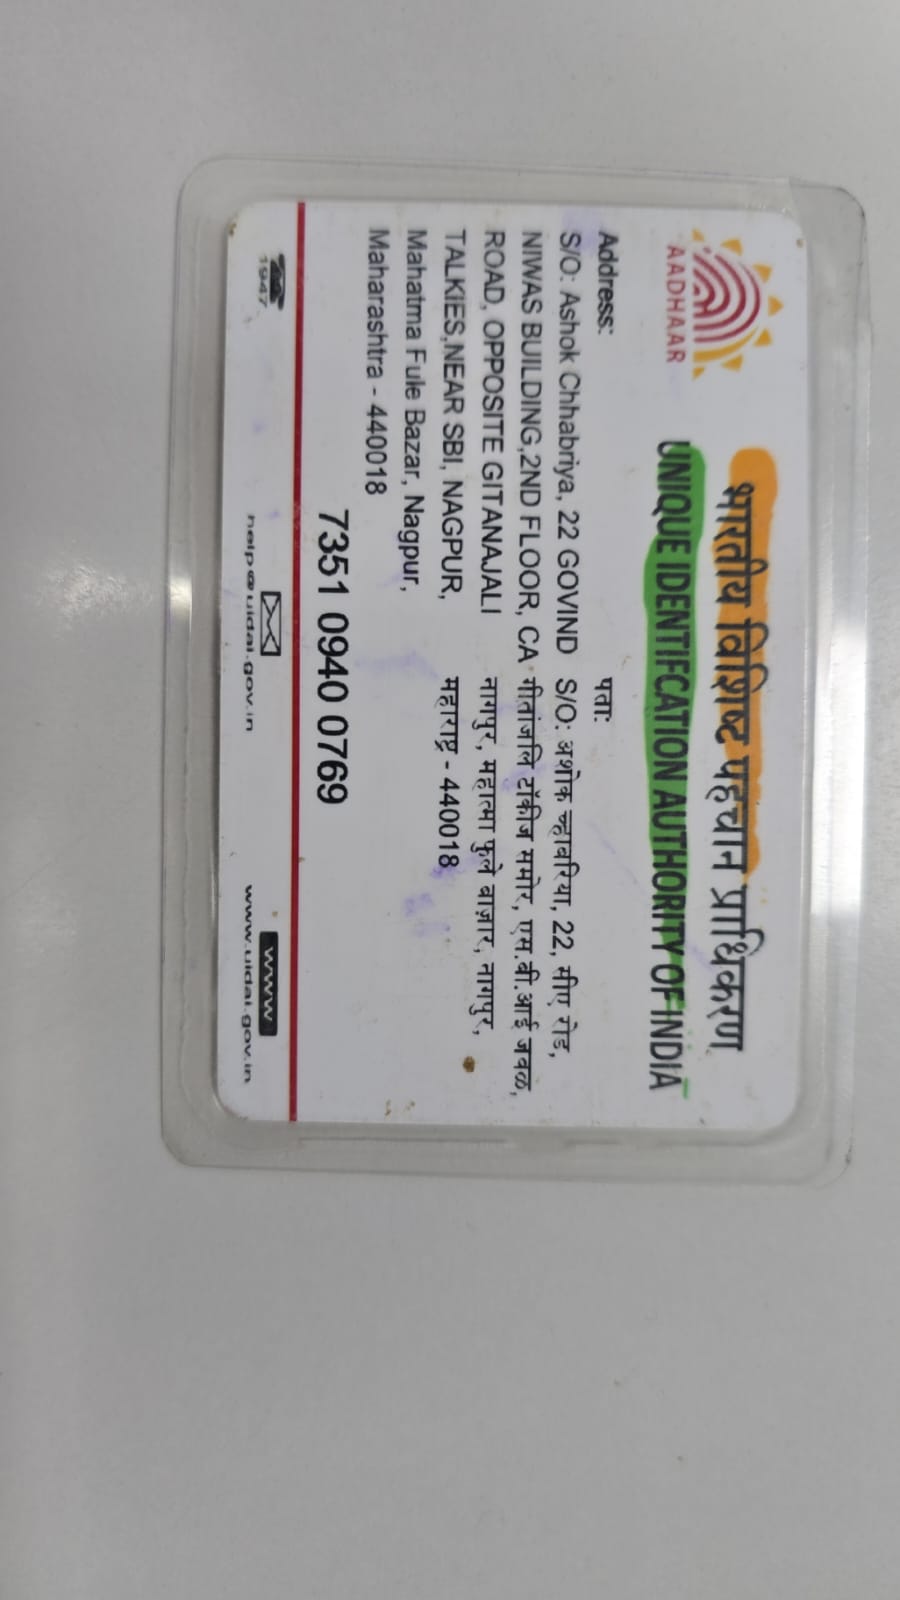 भारतीय विशिष्ट पहचान प्राधिकरण
UNIQUE IDENTIFCATION AUTHORITY OF INDIA
AADHAAR
Address:
S/O: Ashok Chhabriya, 22 GOVIND
NIWAS BUILDING,2ND FLOOR, CA
ROAD, OPPOSITE GITANAJALI
TALKIES,NEAR SBI, NAGPUR,
Mahatma Fule Bazar, Nagpur,
Maharashtra - 440018
पता:
S/O: अशोक च्हाबरिया, 22, सीए रोड,
गीतांजलि टॉकीज समोर, एस.बी.आई जवळ,
नागपुर, महात्मा फुले बाज़ार, नागपुर,
महाराष्ट्र - 440018
7351 0940 0769
1947
help@uidai.gov.in
www
www.uidai.gov.in